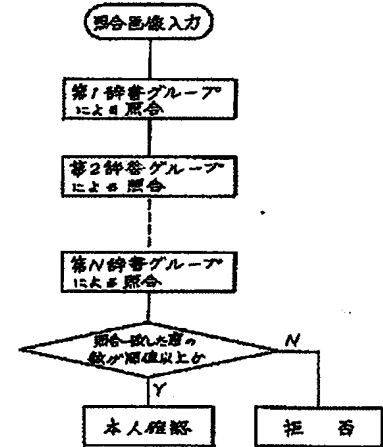 照合画像入力
第1辞書グループ
による照合
第2辞書グループ
による照合
第N辞書グループ
による照合
照合一致した度の
数が閾値以上か
N
Y
本人確認
拒否